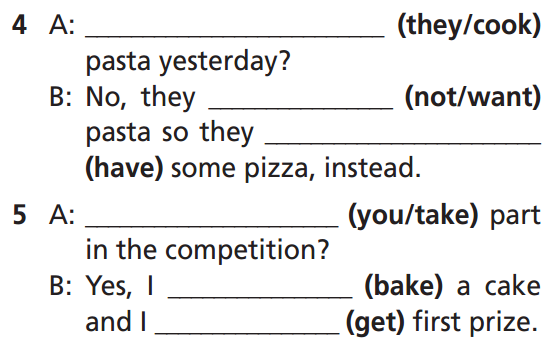 4 A: ______________________ (they/cook)
pasta yesterday?
B: No, they ______________ (not/want)
pasta so they ____________________
(have) some pizza, instead.
5 A: ___________________ (you/take) part
in the competition?
B: Yes, I ______________ (bake) a cake
and I ______________ (get) first prize.